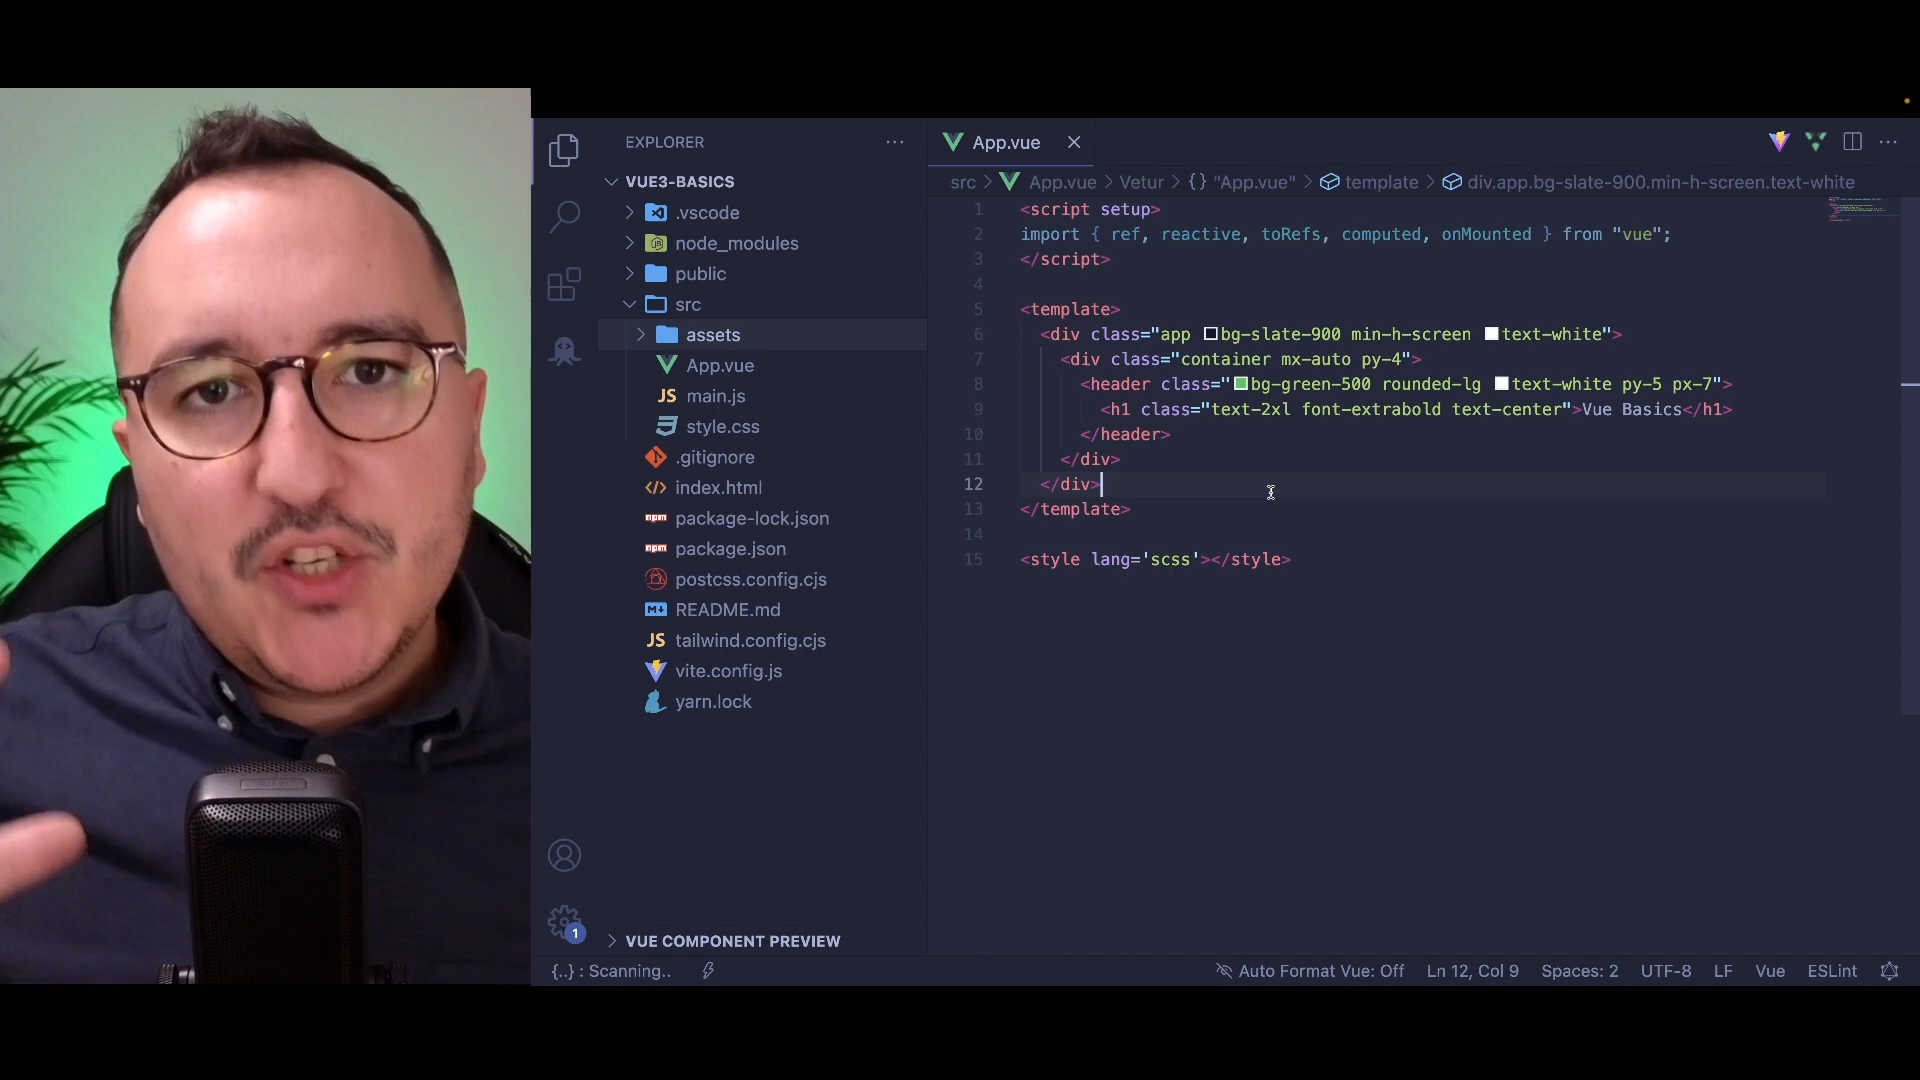 EXPLORER
VUE3-BASICS
.vscode
node_modules
public
src
assets
App.vue
main.js
style.css
.gitignore
index.html
package-lock.json
package.json
postcss.config.cjs
README.md
tailwind.config.cjs
vite.config.js
yarn.lock
VUE COMPONENT PREVIEW
App.vue
src > App.vue > Vetur > {} "App.vue" > template > div.app.bg-slate-900.min-h-screen.text-white
1 <script setup>
2 import { ref, reactive, toRefs, computed, onMounted } from "vue";
3 </script>
4
5 <template>
6 <div class="app bg-slate-900 min-h-screen text-white">
7 <div class="container mx-auto py-4">
8 <header class="bg-green-500 rounded-lg text-white py-5 px-7">
9 <h1 class="text-2xl font-extrabold text-center">Vue Basics</h1>
10 </header>
11 </div>
12 </div>
13 </template>
14
15 <style lang='scss'></style>
1
{..} : Scanning.. Auto Format Vue: Off Ln 12, Col 9 Spaces: 2 UTF-8 LF Vue ESLint